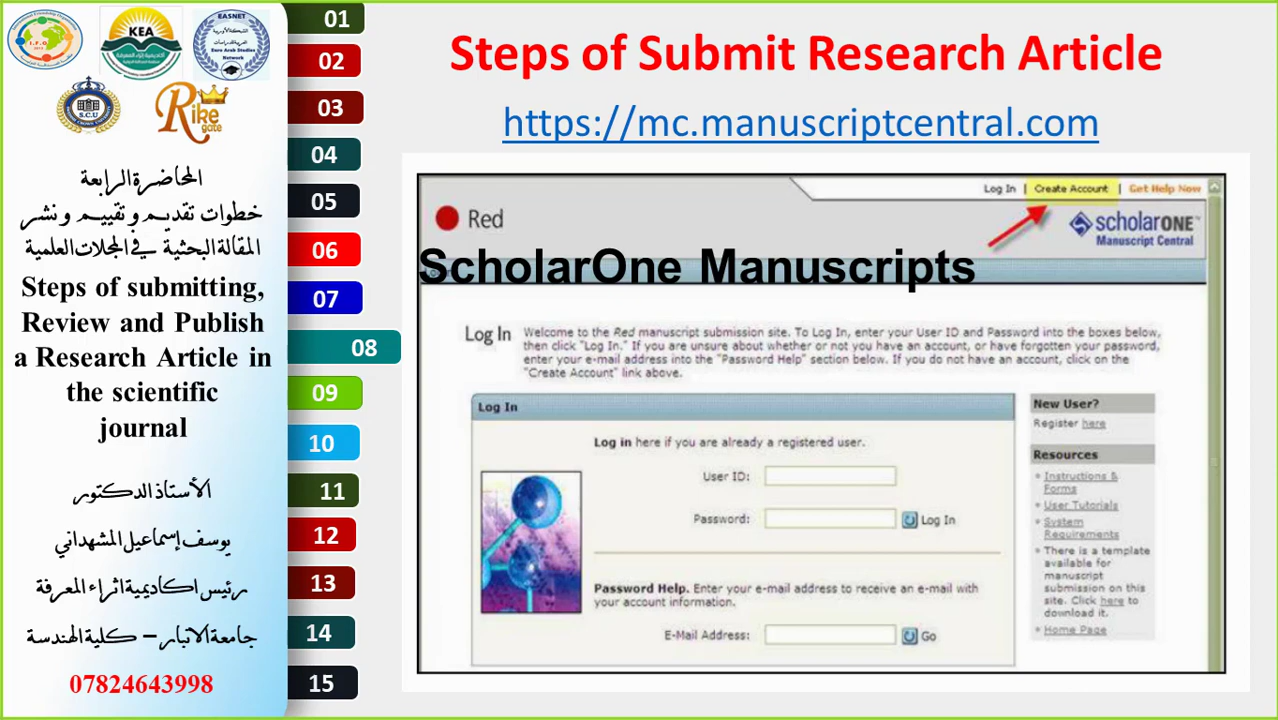 KEA
EASNET
Euro Arab Studies
Network
S.C.U
Rike
gate
المحاضرة الرابعة
خطوات تقديم وتقييم ونشر
المقالة البحثية في المجلات العلمية
Steps of submitting,
Review and Publish
a Research Article in
the scientific
journal
الأستاذ الدكتور
يوسف إسماعيل المشهداني
رئيس اكاديمية اثراء المعرفة
جامعة الانبار – كلية الهندسة
07824643998
01
02
03
04
05
06
07
08
09
10
11
12
13
14
15
Steps of Submit Research Article
https://mc.manuscriptcentral.com
Log In | Create Account | Get Help Now
Red
scholarONE™
Manuscript Central
ScholarOne Manuscripts
Log In
Welcome to the Red manuscript submission site. To Log In, enter your User ID and Password into the boxes below,
then click "Log In." If you are unsure about whether or not you have an account, or have forgotten your password,
enter your e-mail address into the "Password Help" section below. If you do not have an account, click on the
"Create Account" link above.
Log In
Log in here if you are already a registered user.
User ID:
Password:
Log In
Password Help. Enter your e-mail address to receive an e-mail with
your account information.
E-Mail Address:
Go
New User?
Register here
Resources
Instructions &
Forms
User Tutorials
System
Requirements
There is a template
available for
manuscript
submission on this
site. Click here to
download it.
Home Page